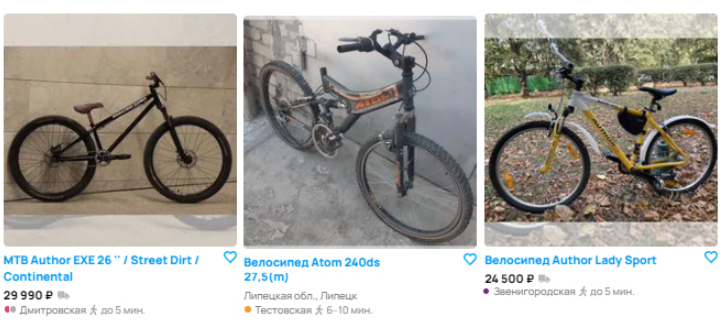 MTB Author EXE 26 '' / Street Dirt /
Continental
29 990 ₽
Дмитровская до 5 мин.
ATOM
Велосипед Atom 240ds
27,5(m)
Липецкая обл., Липецк
Тестовская 6–10 мин.
Велосипед Author Lady Sport
24 500 ₽
Звенигородская до 5 мин.